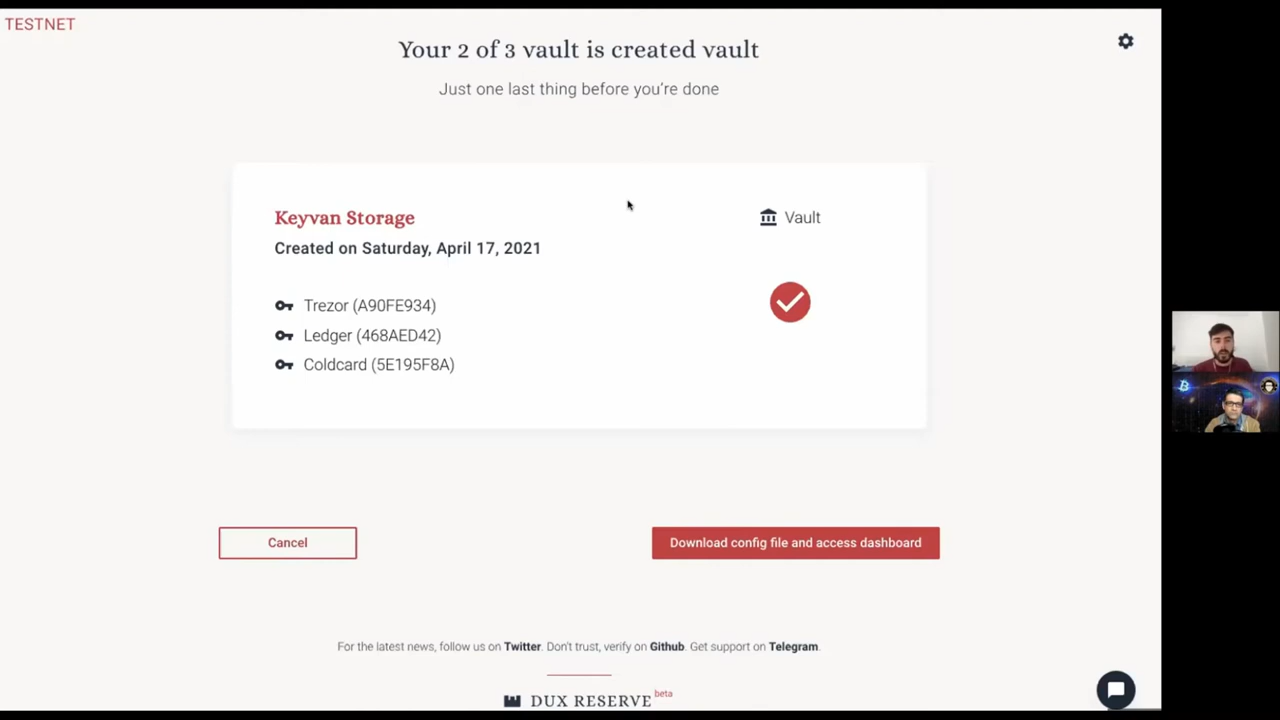 TESTNET
Your 2 of 3 vault is created vault
Just one last thing before you're done
Keyvan Storage
Vault
Created on Saturday, April 17, 2021
Trezor (A90FE934)
Ledger (468AED42)
Coldcard (5E195F8A)
Cancel
Download config file and access dashboard
For the latest news, follow us on Twitter. Don't trust, verify on Github. Get support on Telegram.
DUX RESERVE beta